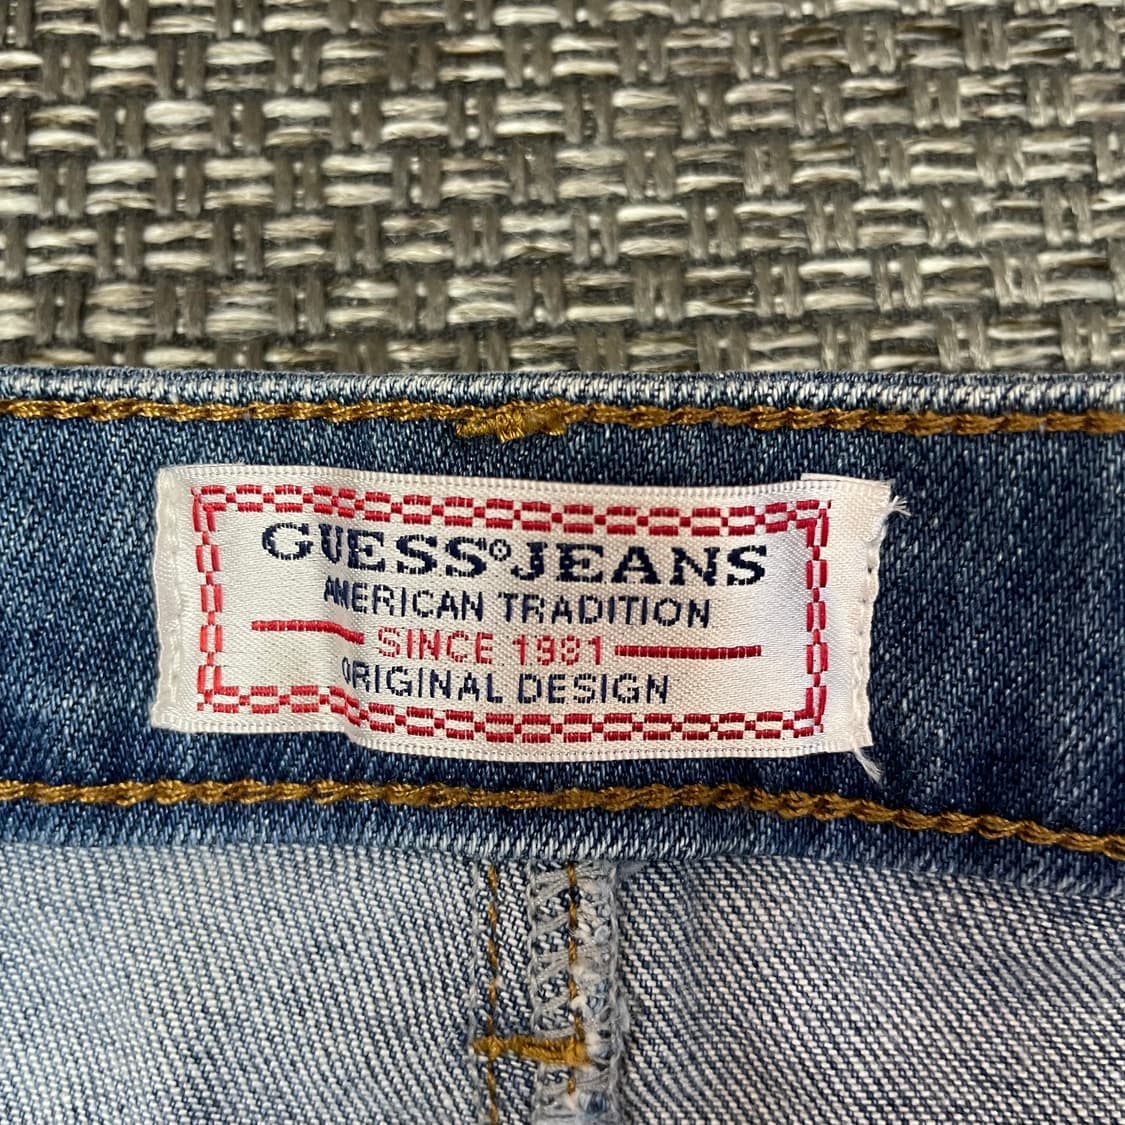 GUESS®JEANS
AMERICAN TRADITION
SINCE 1981
ORIGINAL DESIGN